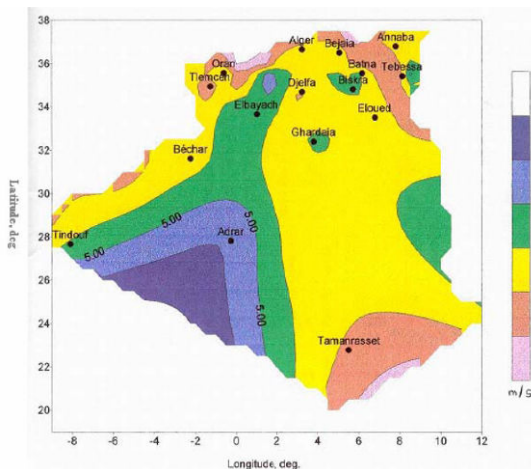 38
36
34
32
30
28
26
24
22
20
Latitude, deg
Alger
Bejaia
Annaba
Oran
Tlemcen
Batna
Tebessa
Djelfa
Biskra
Elbayadh
Eloued
Ghardaia
Béchar
Tindouf
5.00
5.00
5.00
5.00
Adrar
Tamanrasset
m/s
-8 -6 -4 -2 0 2 4 6 8 10 12
Longitude, deg.